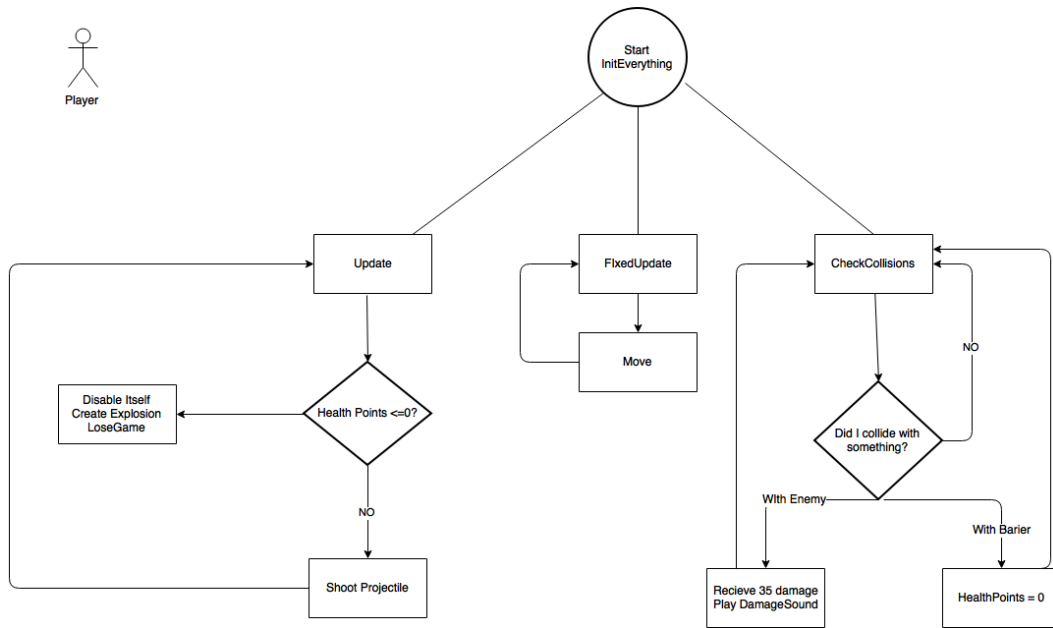 Start
InitEverything
Player
Update
FIxedUpdate
CheckCollisions
Move
NO
Disable Itself
Create Explosion
LoseGame
Health Points <=0?
Did I collide with
something?
NO
WIth Enemy
With Barier
Shoot Projectile
Recieve 35 damage
Play DamageSound
HealthPoints = 0